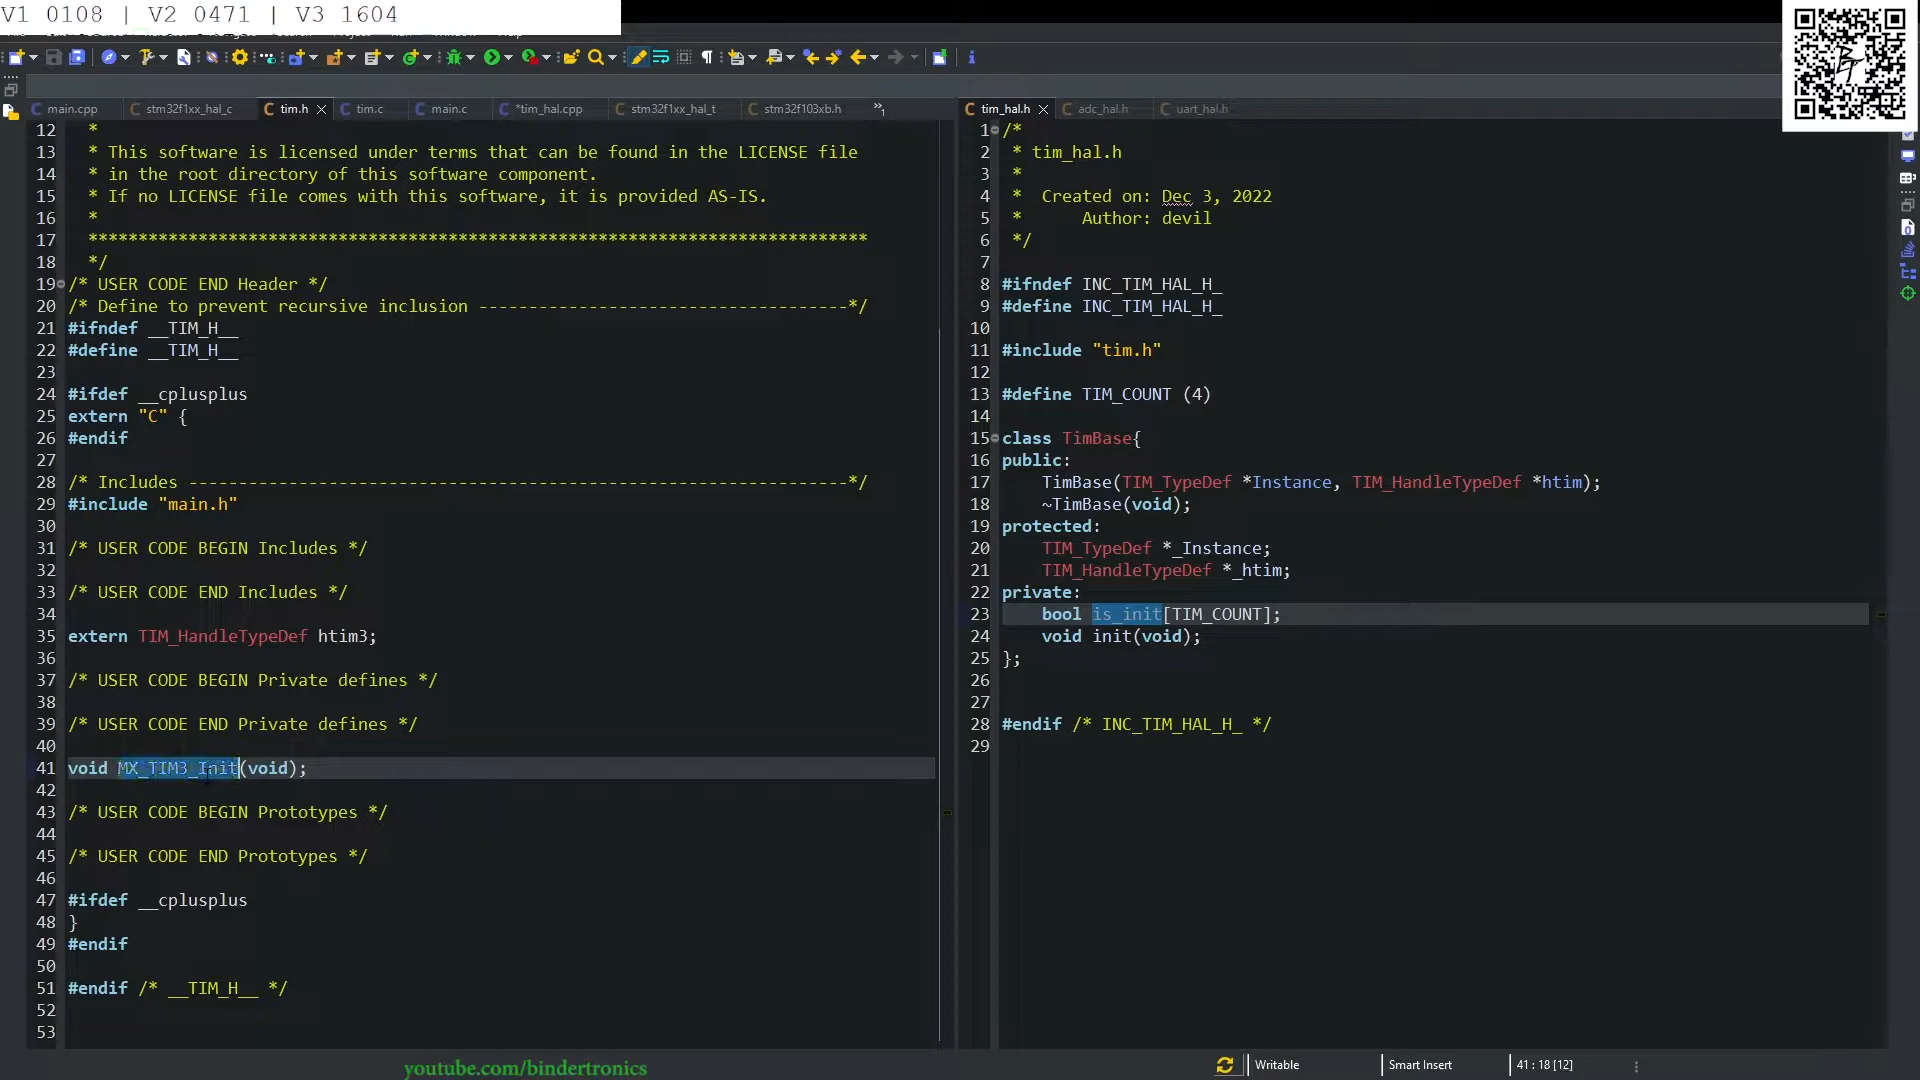 V1 0108 | V2 0471 | V3 1604
main.cpp
stm32f1xx_hal_c
tim.h
tim.c
main.c
*tim_hal.cpp
stm32f1xx_hal_t
stm32f103xb.h
»1
12 *
13 * This software is licensed under terms that can be found in the LICENSE file
14 * in the root directory of this software component.
15 * If no LICENSE file comes with this software, it is provided AS-IS.
16 *
17 ******************************************************************************
18 */
19 /* USER CODE END Header */
20 /* Define to prevent recursive inclusion -------------------------------------*/
21 #ifndef __TIM_H__
22 #define __TIM_H__
23
24 #ifdef __cplusplus
25 extern "C" {
26 #endif
27
28 /* Includes ------------------------------------------------------------------*/
29 #include "main.h"
30
31 /* USER CODE BEGIN Includes */
32
33 /* USER CODE END Includes */
34
35 extern TIM_HandleTypeDef htim3;
36
37 /* USER CODE BEGIN Private defines */
38
39 /* USER CODE END Private defines */
40
41 void MX_TIM3_Init(void);
42
43 /* USER CODE BEGIN Prototypes */
44
45 /* USER CODE END Prototypes */
46
47 #ifdef __cplusplus
48 }
49 #endif
50
51 #endif /* __TIM_H__ */
52
53
tim_hal.h
adc_hal.h
uart_hal.h
1 /*
2 * tim_hal.h
3 *
4 * Created on: Dec 3, 2022
5 * Author: devil
6 */
7
8 #ifndef INC_TIM_HAL_H_
9 #define INC_TIM_HAL_H_
10
11 #include "tim.h"
12
13 #define TIM_COUNT (4)
14
15 class TimBase{
16 public:
17 TimBase(TIM_TypeDef *Instance, TIM_HandleTypeDef *htim);
18 ~TimBase(void);
19 protected:
20 TIM_TypeDef *_Instance;
21 TIM_HandleTypeDef *_htim;
22 private:
23 bool is_init[TIM_COUNT];
24 void init(void);
25 };
26
27
28 #endif /* INC_TIM_HAL_H_ */
29
youtube.com/bindertronics
Writable
Smart Insert
41 : 18 [12]